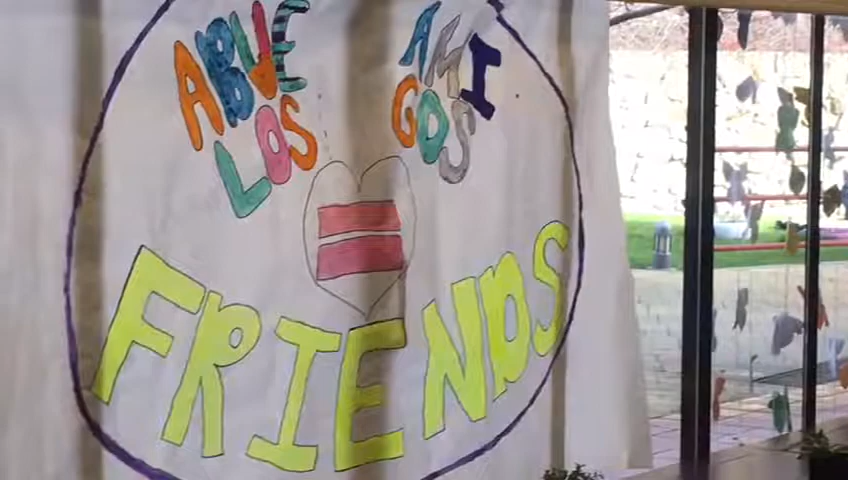 ABUE
LOS
AMI
GOS
=
FRIENDS